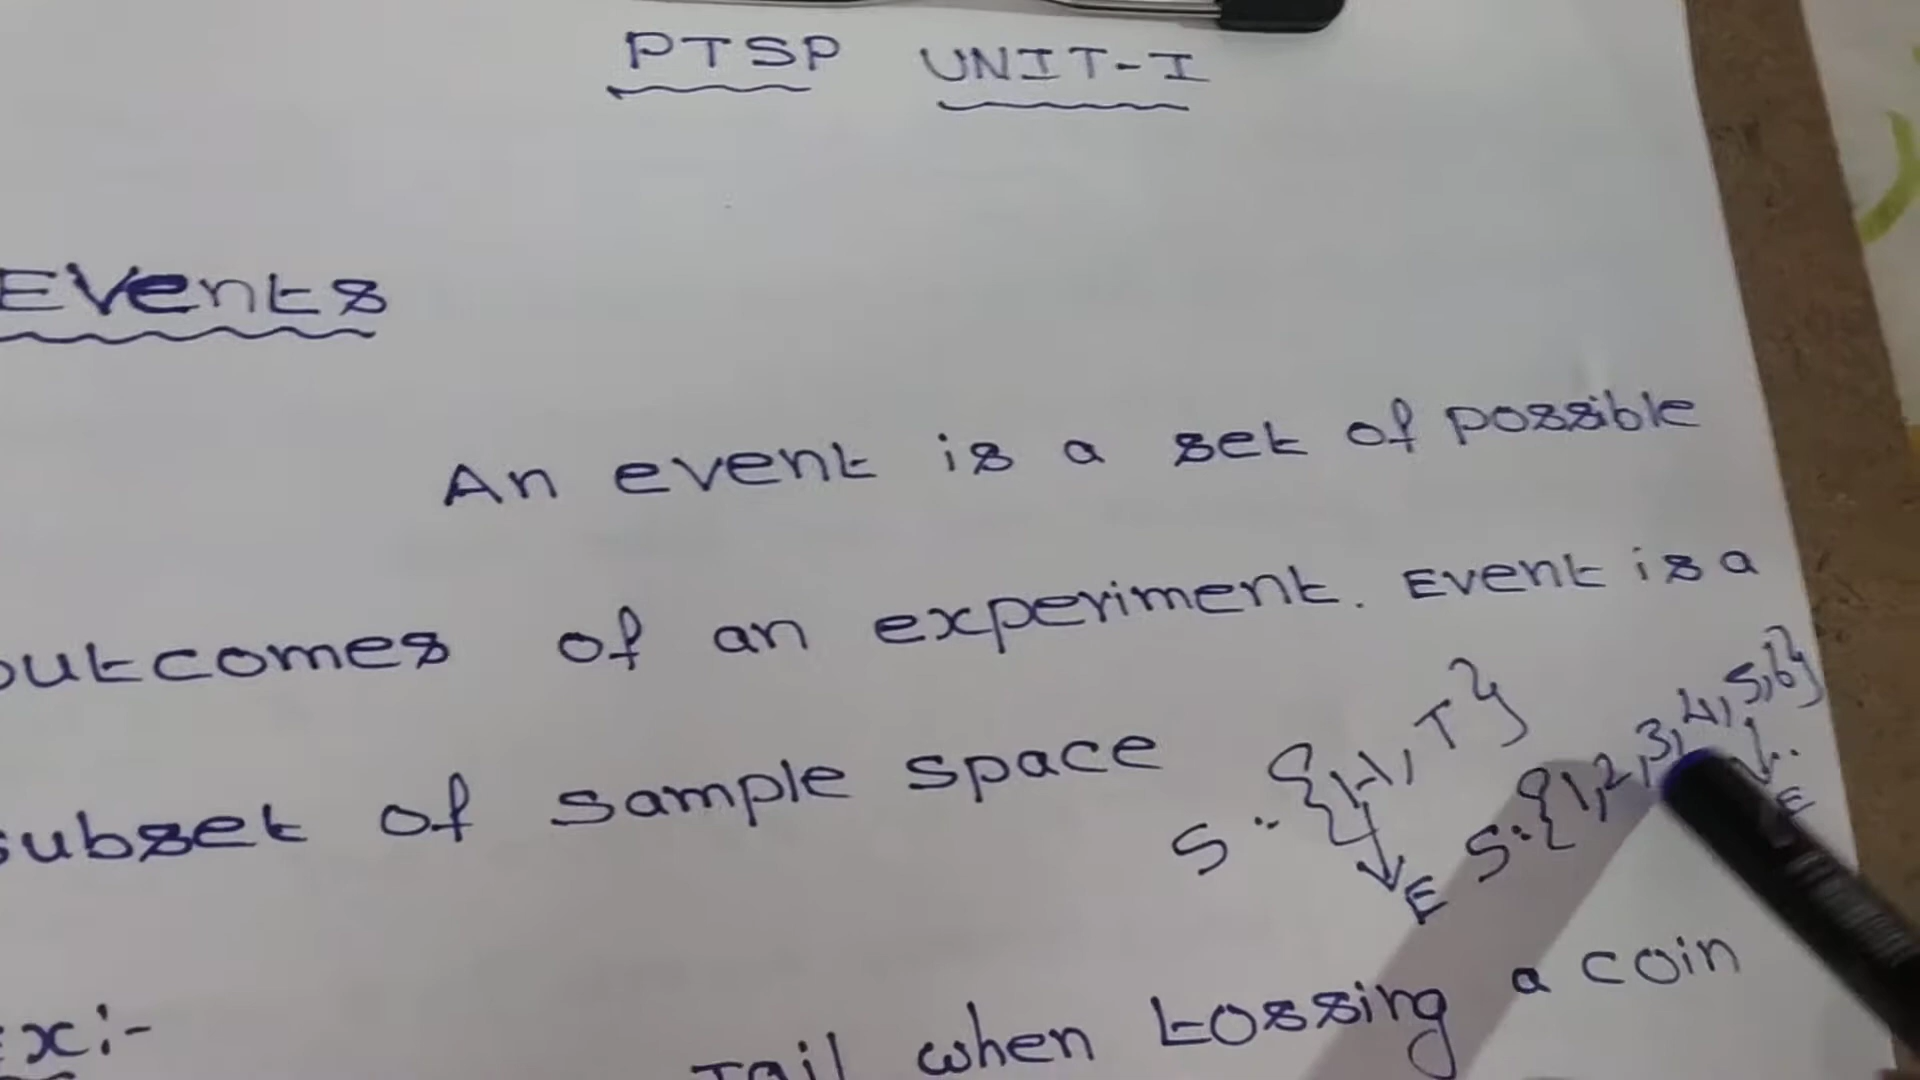 PTSP UNIT-I
Events
An event is a set of possible
outcomes of an experiment. Event is a
subset of sample space
S:{H, T}
E
S:{1,2,3,4,5,6}
E
Ex:-
Tail when tossing a coin